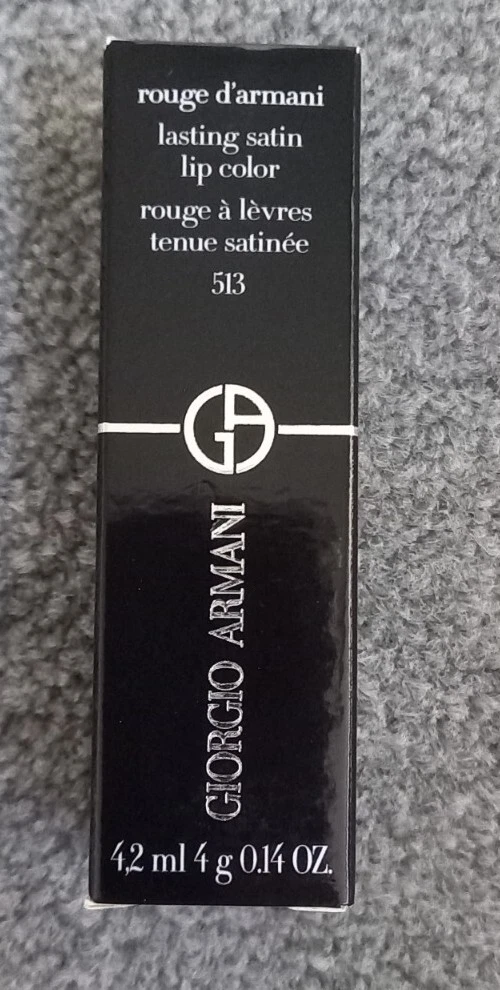 rouge d'armani
lasting satin
lip color
rouge à lèvres
tenue satinée
513
GA
GIORGIO ARMANI
4,2 ml 4 g 0.14 OZ.